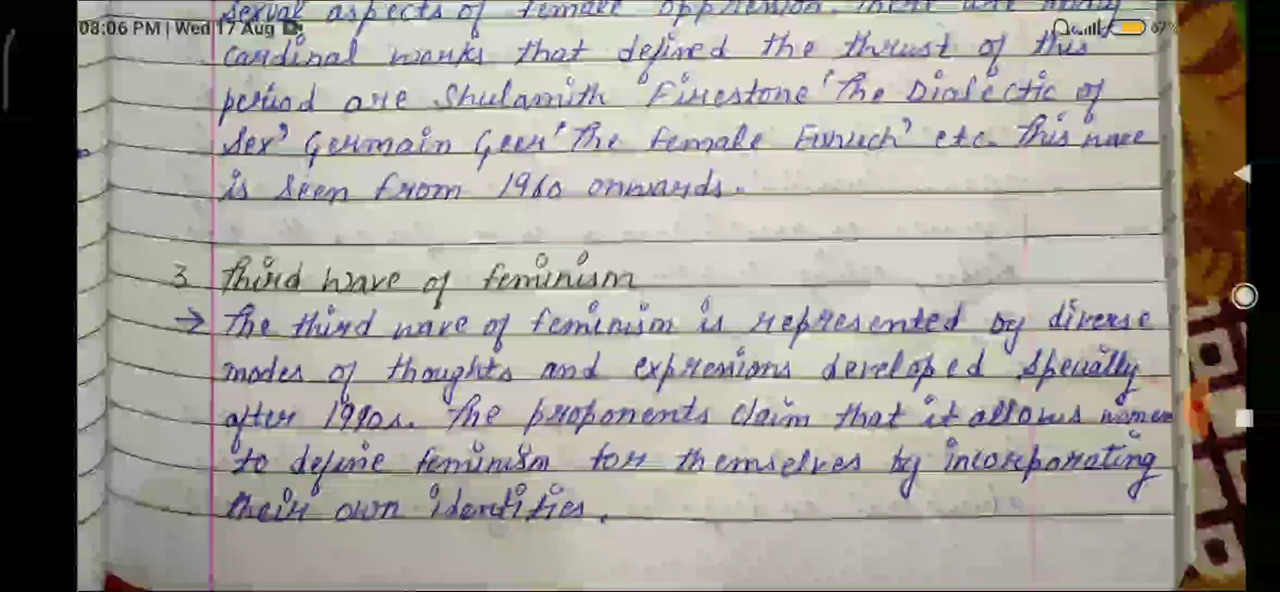 sexual aspects of female oppression. There are many
08:06 PM | Wed 17 Aug
67%
cardinal works that defined the thrust of this
period are Shulamith Firestone 'The Dialectic of
Sex' Germain Geer 'The Female Eunuch' etc. This wave
is seen from 1960 onwards.
3 Third wave of feminism
→ The third wave of feminism is represented by diverse
modes of thoughts and expressions developed specially
after 1990s. The proponents claim that it allows women
to define feminism for themselves by incorporating
their own identities.